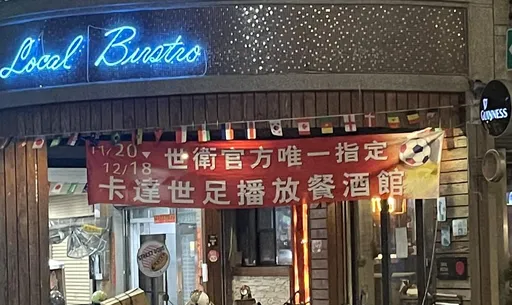 Local Bistro
GUINNESS
11/20 世衛官方唯一指定
12/18
卡達世足播放餐酒館